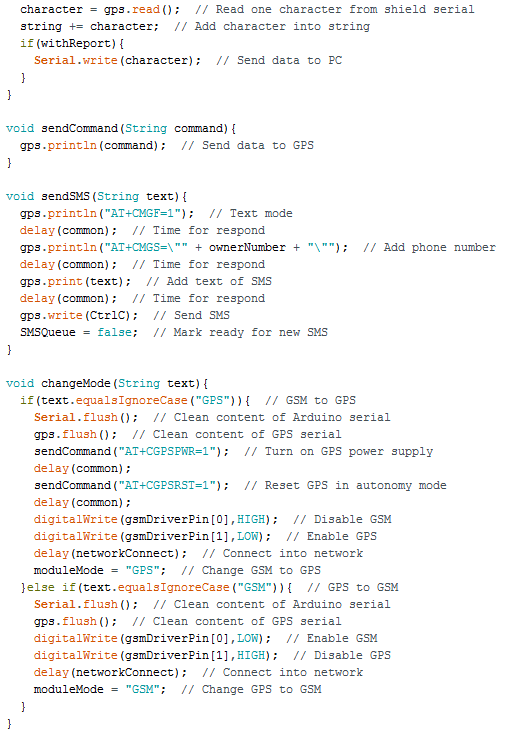 character = gps.read();  // Read one character from shield serial
  string += character;  // Add character into string
  if(withReport){
    Serial.write(character);  // Send data to PC
  }
}

void sendCommand(String command){
  gps.println(command);  // Send data to GPS
}

void sendSMS(String text){
  gps.println("AT+CMGF=1");  // Text mode
  delay(common);  // Time for respond
  gps.println("AT+CMGS=\"" + ownerNumber + "\"");  // Add phone number
  delay(common);  // Time for respond
  gps.print(text);  // Add text of SMS
  delay(common);  // Time for respond
  gps.write(CtrlC);  // Send SMS
  SMSQueue = false;  // Mark ready for new SMS
}

void changeMode(String text){
  if(text.equalsIgnoreCase("GPS")){  // GSM to GPS
    Serial.flush();  // Clean content of Arduino serial
    gps.flush();  // Clean content of GPS serial
    sendCommand("AT+CGPSPWR=1");  // Turn on GPS power supply
    delay(common);
    sendCommand("AT+CGPSRST=1");  // Reset GPS in autonomy mode
    delay(common);
    digitalWrite(gsmDriverPin[0],HIGH);  // Disable GSM
    digitalWrite(gsmDriverPin[1],LOW);  // Enable GPS
    delay(networkConnect);  // Connect into network
    moduleMode = "GPS";  // Change GSM to GPS
  }else if(text.equalsIgnoreCase("GSM")){  // GPS to GSM
    Serial.flush();  // Clean content of Arduino serial
    gps.flush();  // Clean content of GPS serial
    digitalWrite(gsmDriverPin[0],LOW);  // Enable GSM
    digitalWrite(gsmDriverPin[1],HIGH);  // Disable GPS
    delay(networkConnect);  // Connect into network
    moduleMode = "GSM";  // Change GPS to GSM
  }
}